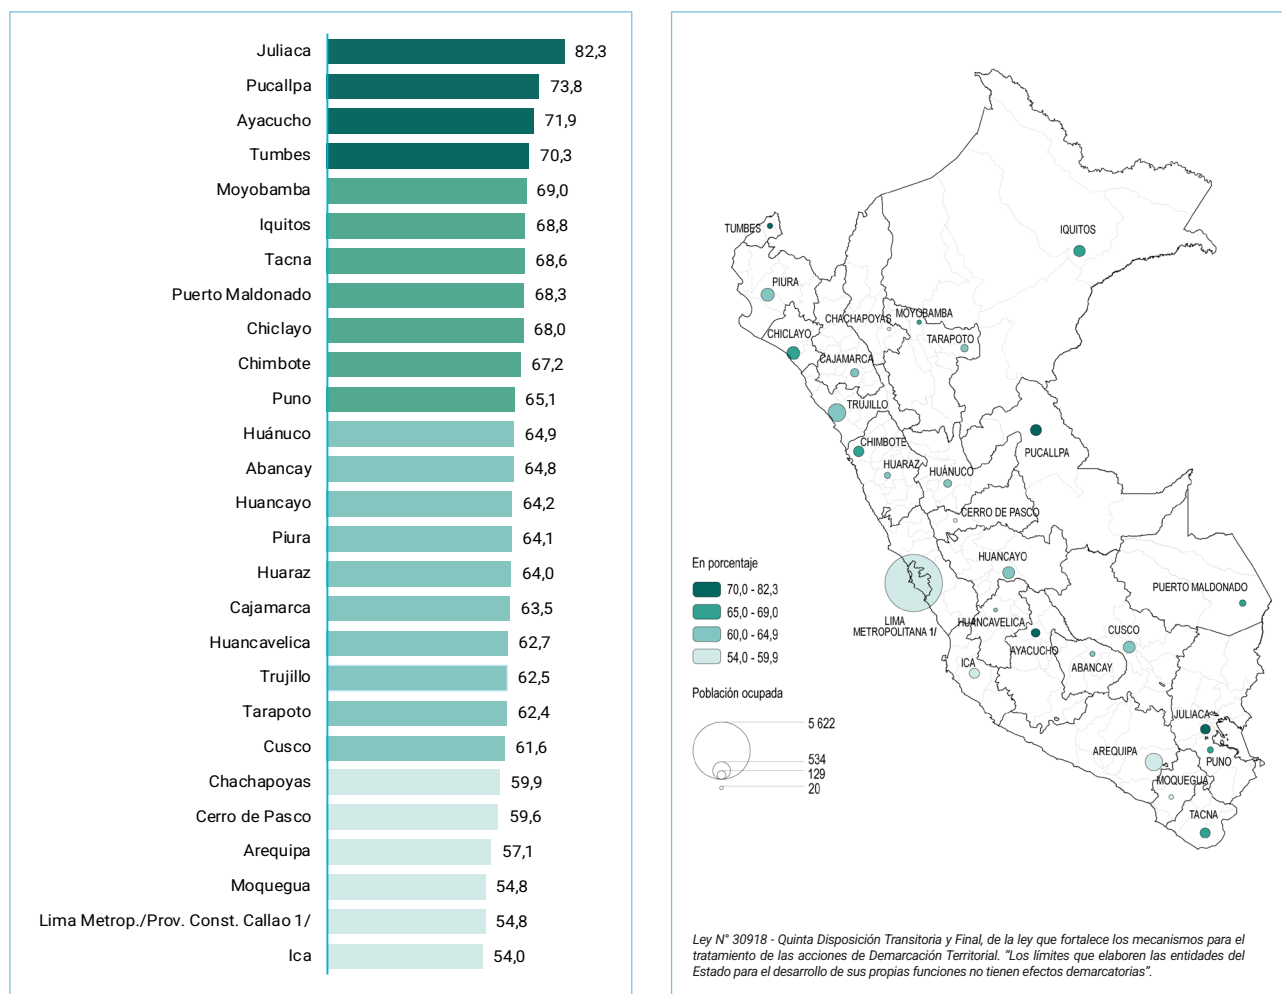 Juliaca 82,3
Pucallpa 73,8
Ayacucho 71,9
Tumbes 70,3
Moyobamba 69,0
Iquitos 68,8
Tacna 68,6
Puerto Maldonado 68,3
Chiclayo 68,0
Chimbote 67,2
Puno 65,1
Huánuco 64,9
Abancay 64,8
Huancayo 64,2
Piura 64,1
Huaraz 64,0
Cajamarca 63,5
Huancavelica 62,7
Trujillo 62,5
Tarapoto 62,4
Cusco 61,6
Chachapoyas 59,9
Cerro de Pasco 59,6
Arequipa 57,1
Moquegua 54,8
Lima Metrop./Prov. Const. Callao 1/ 54,8
Ica 54,0
TUMBES
IQUITOS
PIURA
CHACHAPOYAS
MOYOBAMBA
CHICLAYO
TARAPOTO
CAJAMARCA
TRUJILLO
CHIMBOTE
PUCALLPA
HUARAZ
HUÁNUCO
CERRO DE PASCO
HUANCAYO
PUERTO MALDONADO
LIMA
METROPOLITANA 1/
HUANCAVELICA
CUSCO
AYACUCHO
ABANCAY
ICA
JULIACA
AREQUIPA
PUNO
MOQUEGUA
TACNA
En porcentaje
70,0 - 82,3
65,0 - 69,0
60,0 - 64,9
54,0 - 59,9
Población ocupada
5 622
534
129
20
Ley N° 30918 - Quinta Disposición Transitoria y Final, de la ley que fortalece los mecanismos para el
tratamiento de las acciones de Demarcación Territorial. "Los límites que elaboren las entidades del
Estado para el desarrollo de sus propias funciones no tienen efectos demarcatorias".